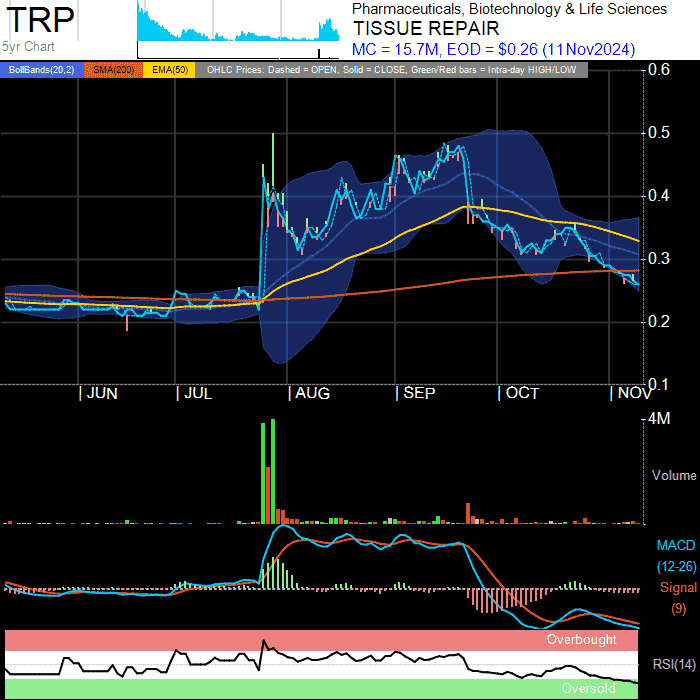 TRP
5yr Chart
Pharmaceuticals, Biotechnology & Life Sciences
TISSUE REPAIR
MC = 15.7M, EOD = $0.26 (11Nov2024)
BollBands(20,2) SMA(200) EMA(50) OHLC Prices: Dashed = OPEN, Solid = CLOSE, Green/Red bars = Intra-day HIGH/LOW
0.6
0.5
0.4
0.3
0.2
0.1
JUN JUL AUG SEP OCT NOV
4M
Volume
MACD
(12-26)
Signal
(9)
Overbought
RSI(14)
Oversold